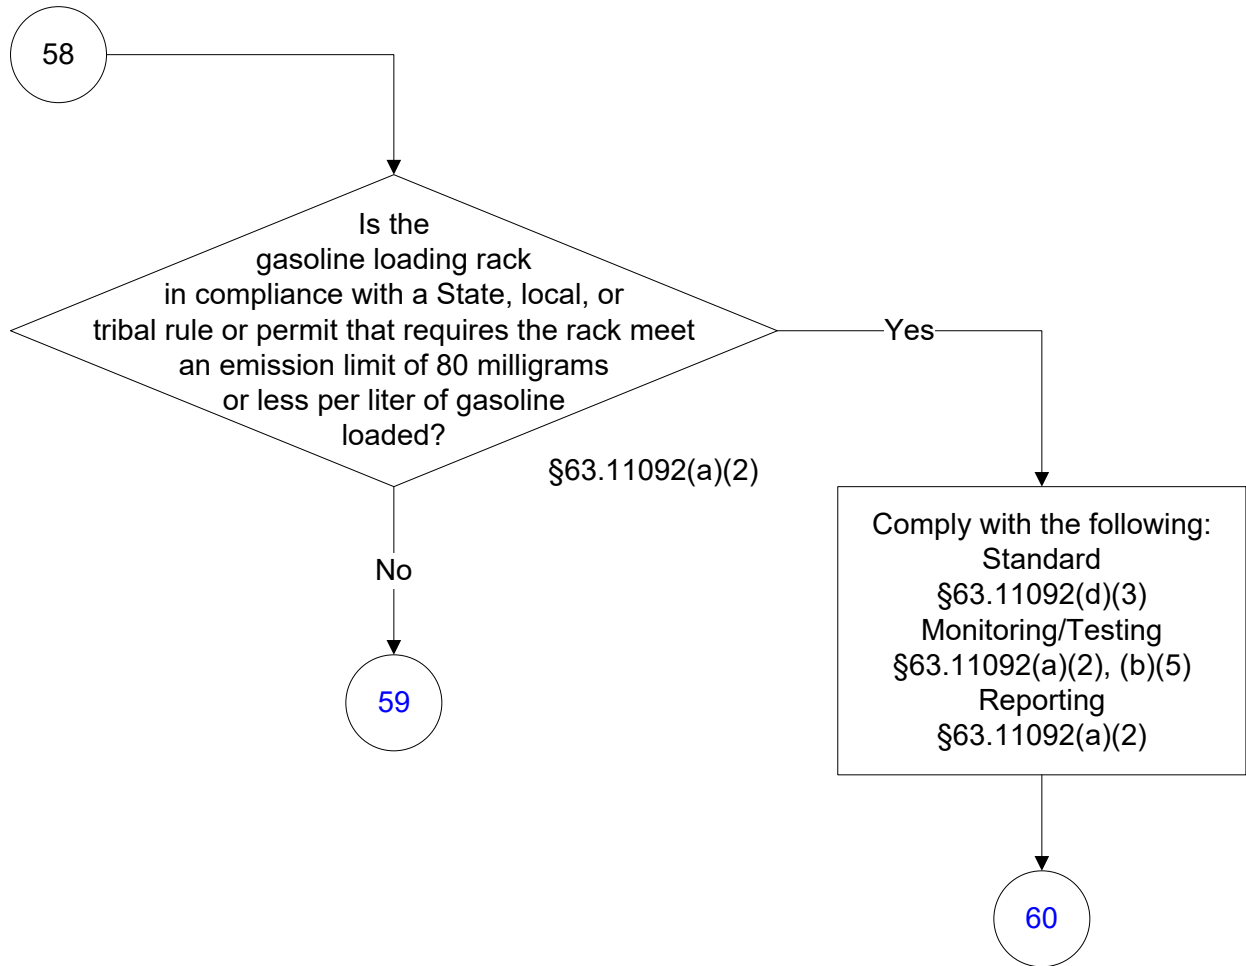 58
Is the
gasoline loading rack
in compliance with a State, local, or
tribal rule or permit that requires the rack meet
an emission limit of 80 milligrams
or less per liter of gasoline
loaded?
§63.11092(a)(2)
Yes
No
59
Comply with the following:
Standard
§63.11092(d)(3)
Monitoring/Testing
§63.11092(a)(2), (b)(5)
Reporting
§63.11092(a)(2)
60